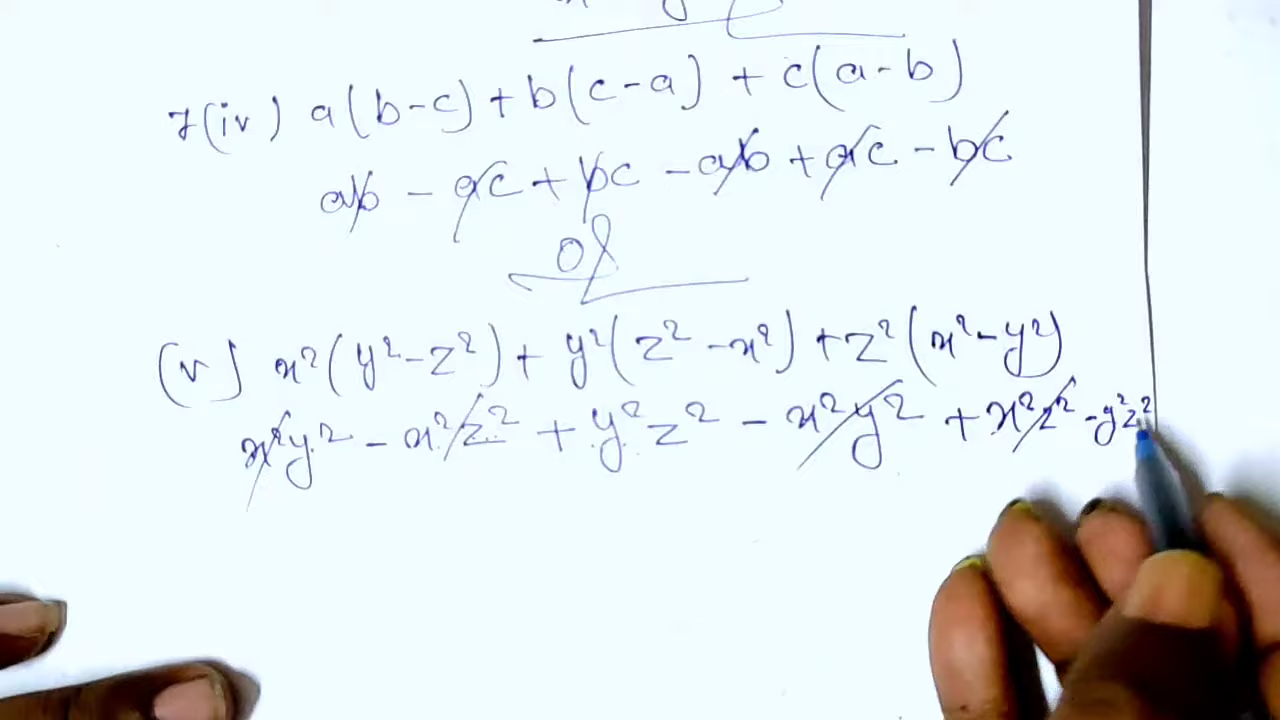 7(iv) a(b-c) + b(c-a) + c(a-b)
ab - ac + bc - ab + ac - bc
0
(v) x²(y²-z²) + y²(z²-x²) + z²(x²-y²)
x²y² - x²z² + y²z² - x²y² + x²z² - y²z²